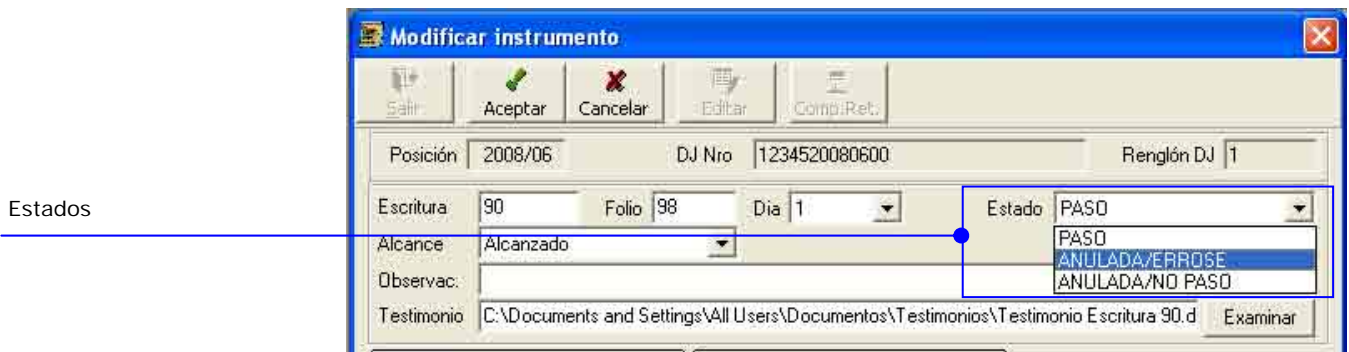 Modificar instrumento
Salir Aceptar Cancelar Editar Comp.Ret.
Posición 2008/06 DJ Nro 1234520080600 Renglón DJ 1
Estados
Escritura 90 Folio 98 Dia 1 Estado PASO
PASO
Alcance Alcanzado
ANULADA/ERROSE
ANULADA/NO PASO
Observac:
Testimonio C:\Documents and Settings\All Users\Documentos\Testimonios\Testimonio Escritura 90.d Examinar